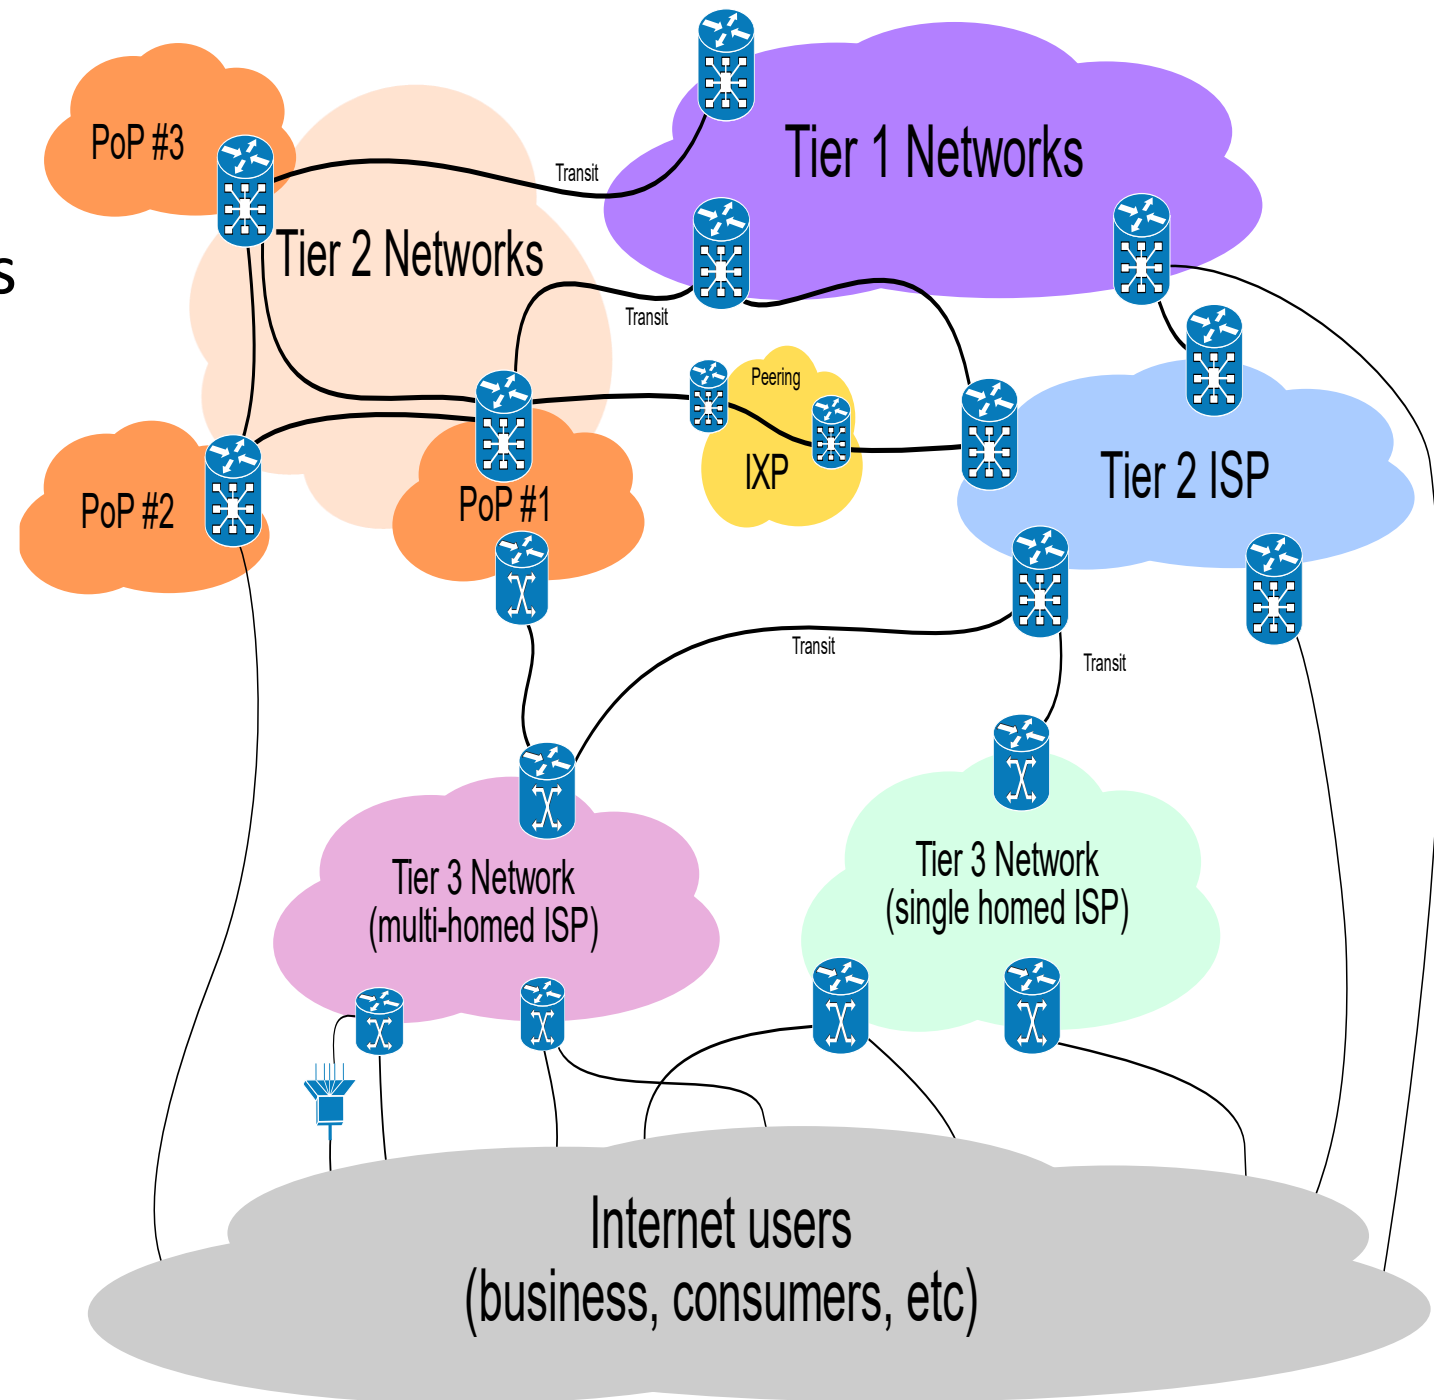 PoP #3
Transit
Tier 1 Networks
Tier 2 Networks
s
Transit
Peering
IXP
Tier 2 ISP
PoP #2
PoP #1
Transit
Transit
Tier 3 Network
(multi-homed ISP)
Tier 3 Network
(single homed ISP)
Internet users
(business, consumers, etc)